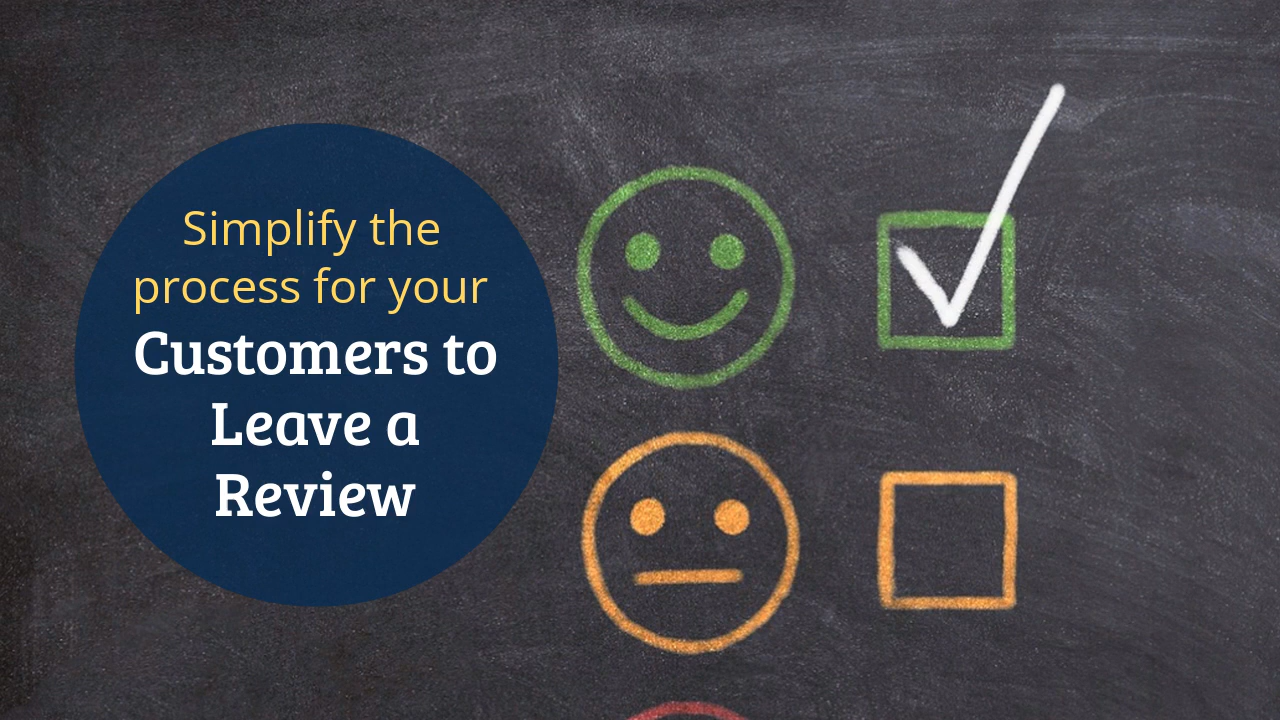 Simplify the
process for your
Customers to
Leave a
Review